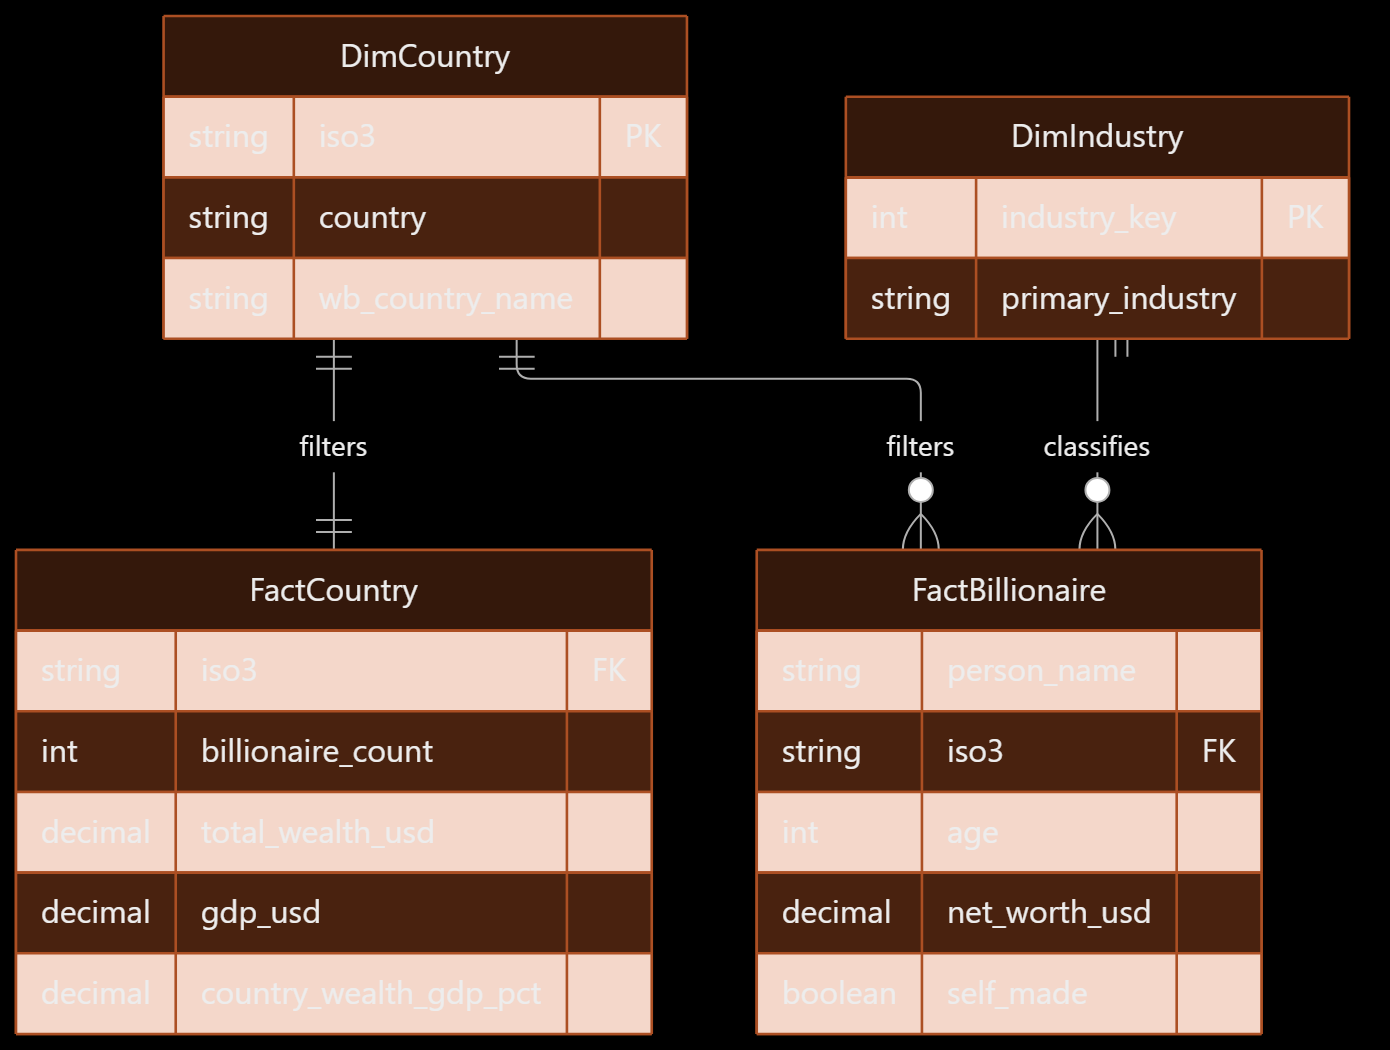 DimCountry
string iso3 PK
string country
string wb_country_name
DimIndustry
int industry_key PK
string primary_industry
filters
filters
classifies
FactCountry
string iso3 FK
int billionaire_count
decimal total_wealth_usd
decimal gdp_usd
decimal country_wealth_gdp_pct
FactBillionaire
string person_name
string iso3 FK
int age
decimal net_worth_usd
boolean self_made